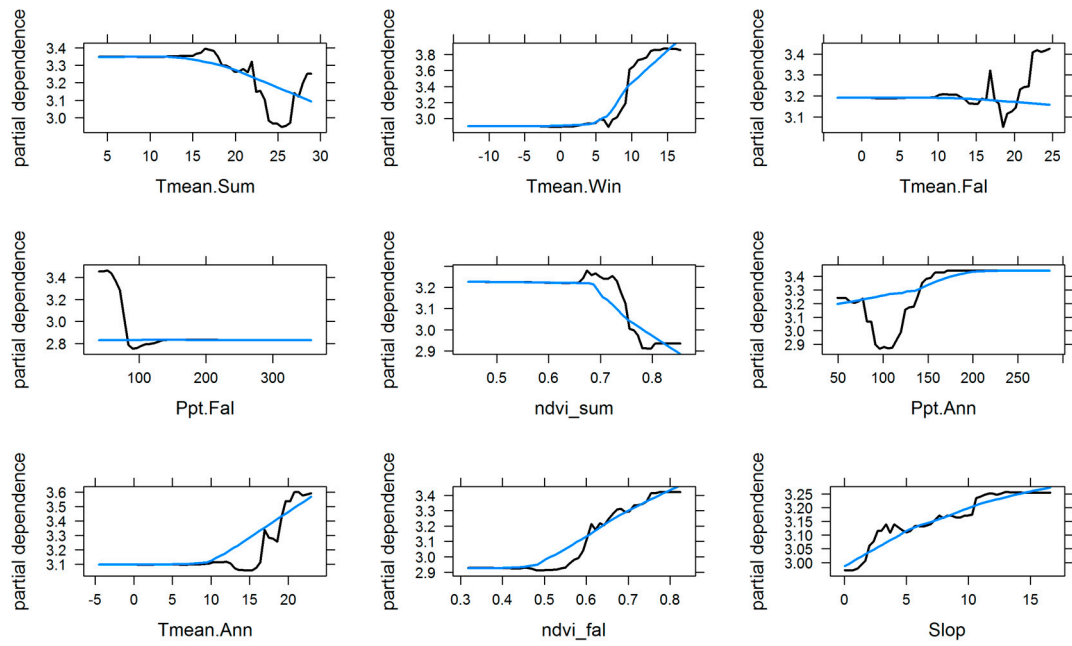 partial dependence
3.4
3.3
3.2
3.1
3.0
5 10 15 20 25 30
Tmean.Sum
partial dependence
3.8
3.6
3.4
3.2
3.0
-10 -5 0 5 10 15
Tmean.Win
partial dependence
3.4
3.3
3.2
3.1
0 5 10 15 20 25
Tmean.Fal
partial dependence
3.4
3.2
3.0
2.8
100 200 300
Ppt.Fal
partial dependence
3.2
3.1
3.0
2.9
0.5 0.6 0.7 0.8
ndvi_sum
partial dependence
3.4
3.3
3.2
3.1
3.0
2.9
50 100 150 200 250
Ppt.Ann
partial dependence
3.6
3.5
3.4
3.3
3.2
3.1
-5 0 5 10 15 20
Tmean.Ann
partial dependence
3.4
3.3
3.2
3.1
3.0
2.9
0.3 0.4 0.5 0.6 0.7 0.8
ndvi_fal
partial dependence
3.25
3.20
3.15
3.10
3.05
3.00
0 5 10 15
Slop